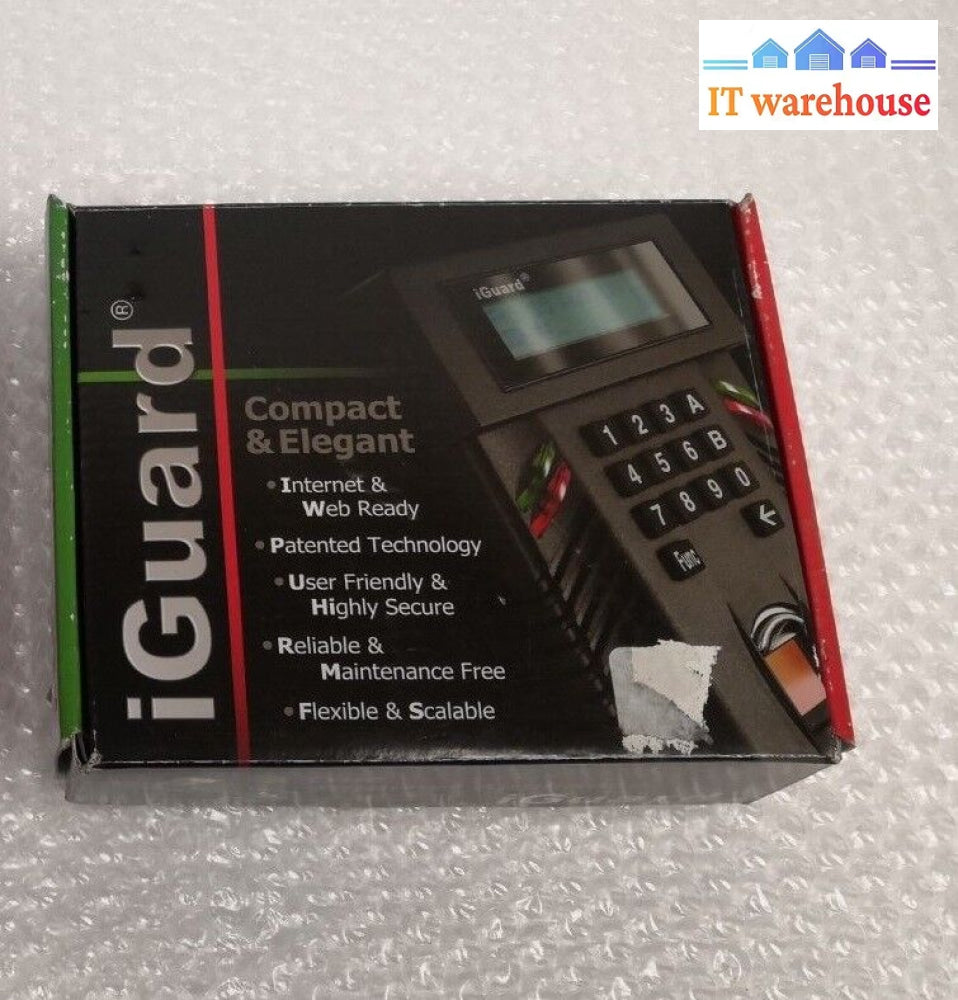 IT warehouse
iGuard®
Compact
& Elegant
• Internet &
Web Ready
• Patented Technology
• User Friendly &
Highly Secure
• Reliable &
Maintenance Free
• Flexible & Scalable
iGuard®
1 2 3 A
4 5 6 B
7 8 9 0
←
Func